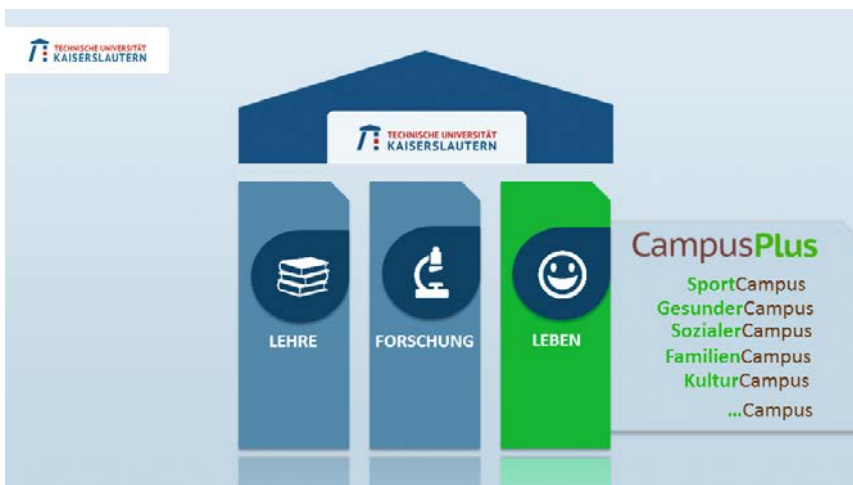 TECHNISCHE UNIVERSITÄT
KAISERSLAUTERN
TECHNISCHE UNIVERSITÄT
KAISERSLAUTERN
LEHRE
FORSCHUNG
LEBEN
CampusPlus
SportCampus
GesunderCampus
SozialerCampus
FamilienCampus
KulturCampus
...Campus